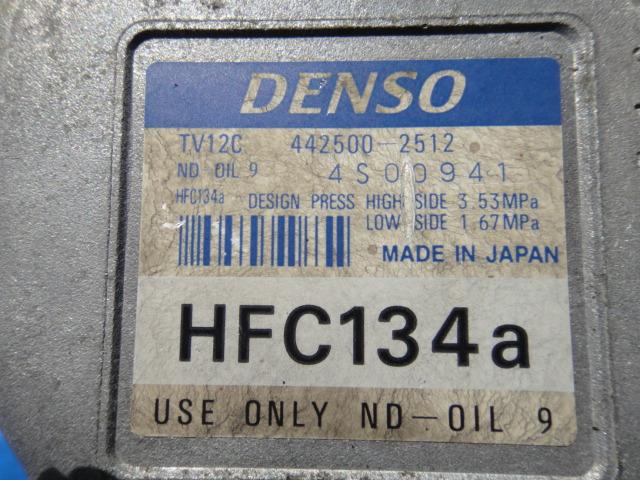 DENSO
TV12C 442500-2512
ND OIL 9 4S00941
HFC134a DESIGN PRESS HIGH SIDE 3.53MPa
LOW SIDE 1.67MPa
MADE IN JAPAN
HFC134a
USE ONLY ND-OIL 9